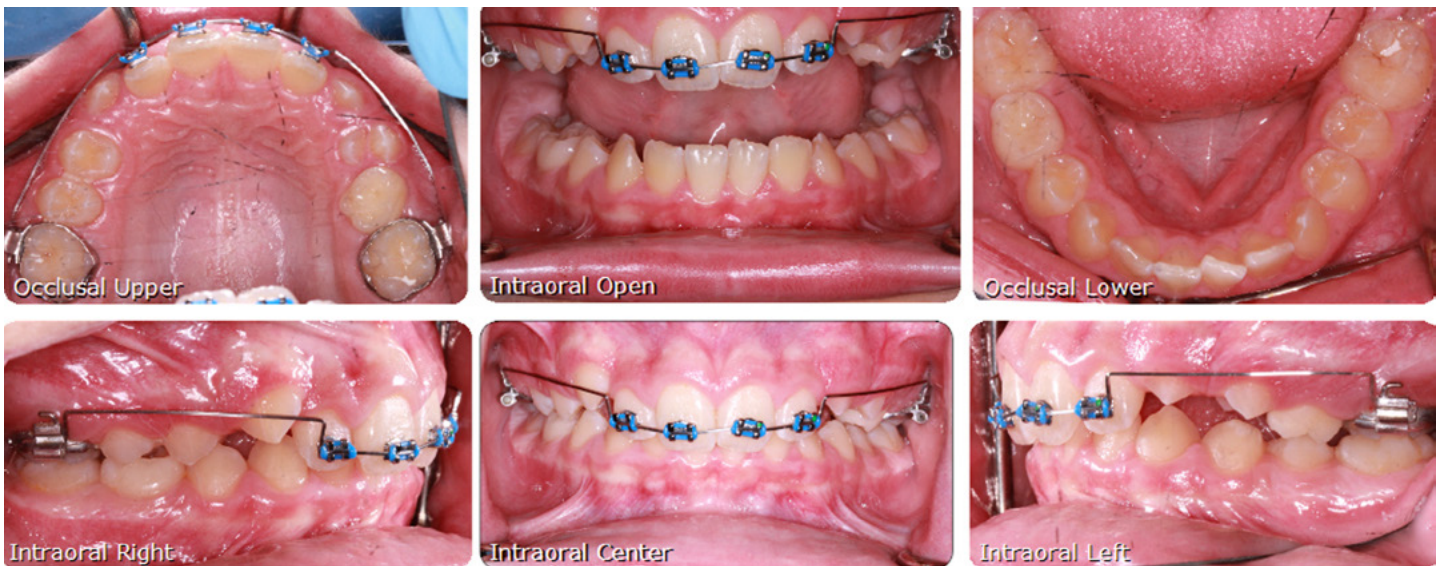 Occlusal Upper
Intraoral Open
Occlusal Lower
Intraoral Right
Intraoral Center
Intraoral Left